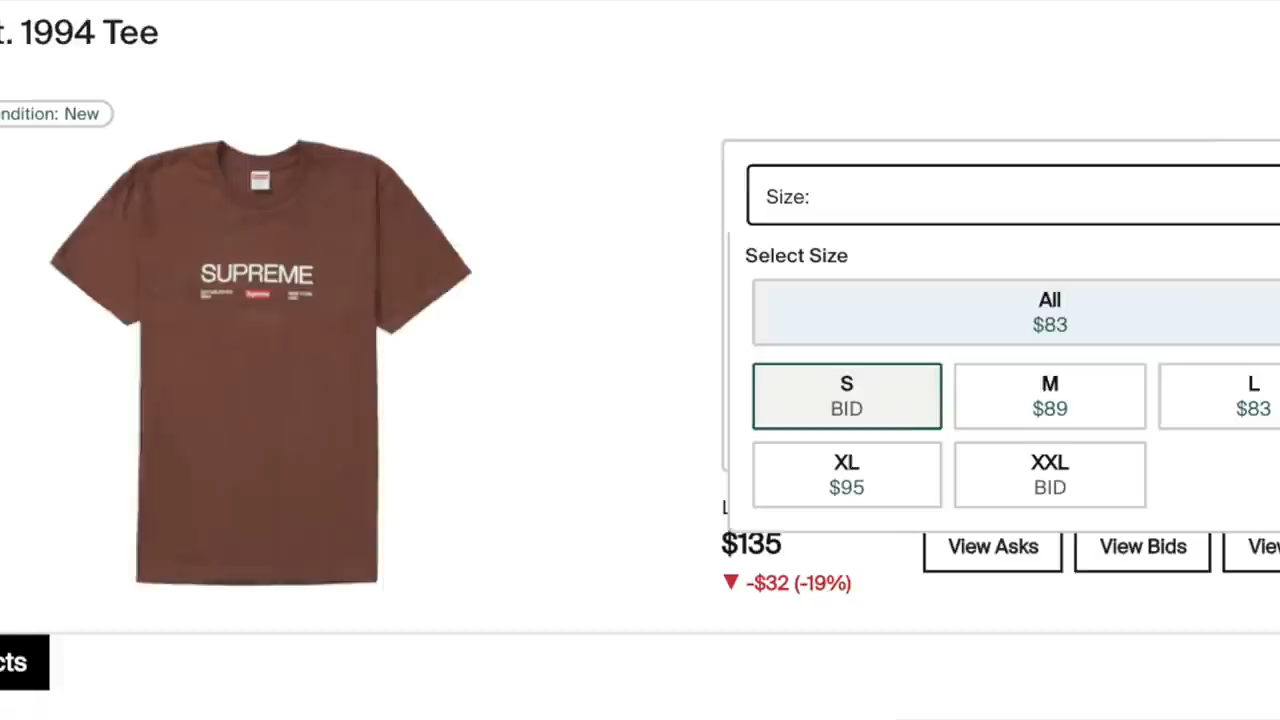 t. 1994 Tee
ndition: New
SUPREME
Supreme
Size:
Select Size
All
$83
S
BID
M
$89
L
$83
XL
$95
XXL
BID
L
$135
View Asks
View Bids
Vie
-$32 (-19%)
cts